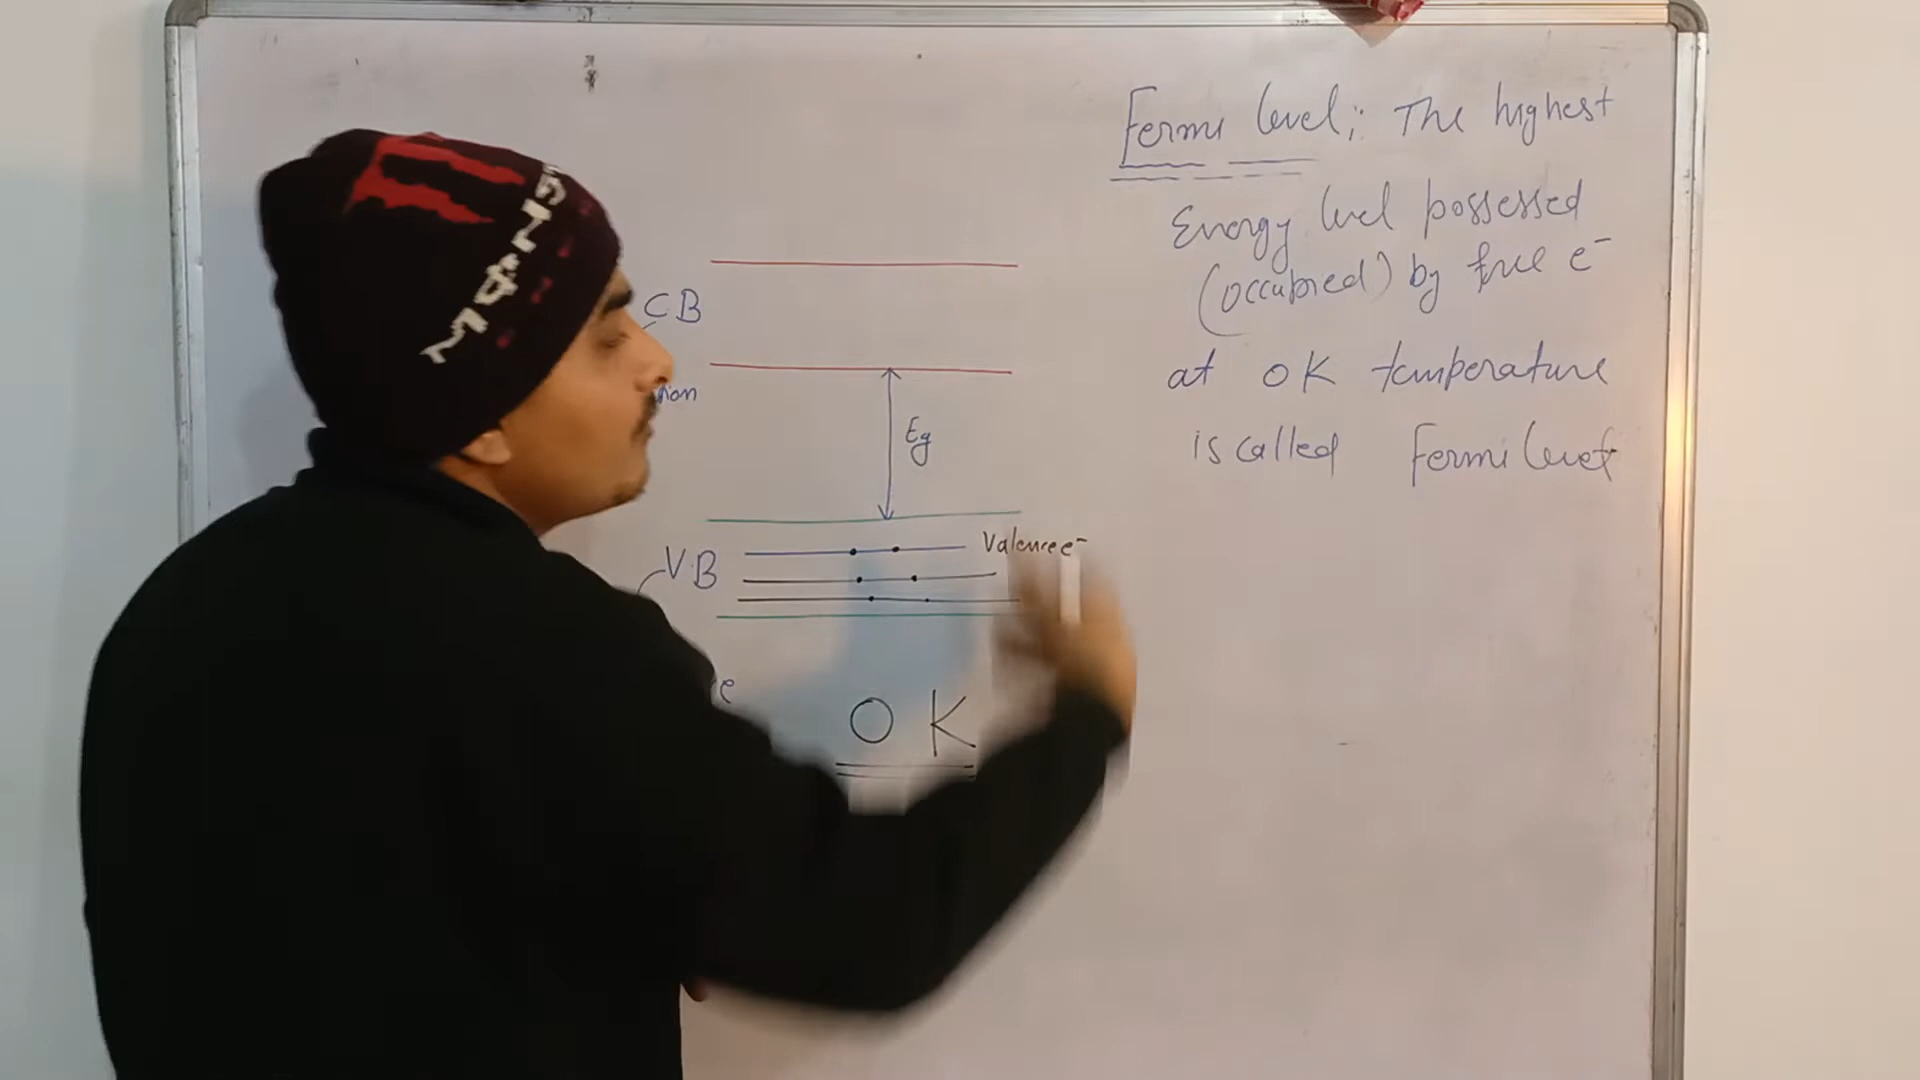 Fermi level;: The highest
Energy level possessed
(occupied) by free e⁻
at 0K temperature
is called Fermi level
CB
Eg
Valence e⁻
V.B
0 K